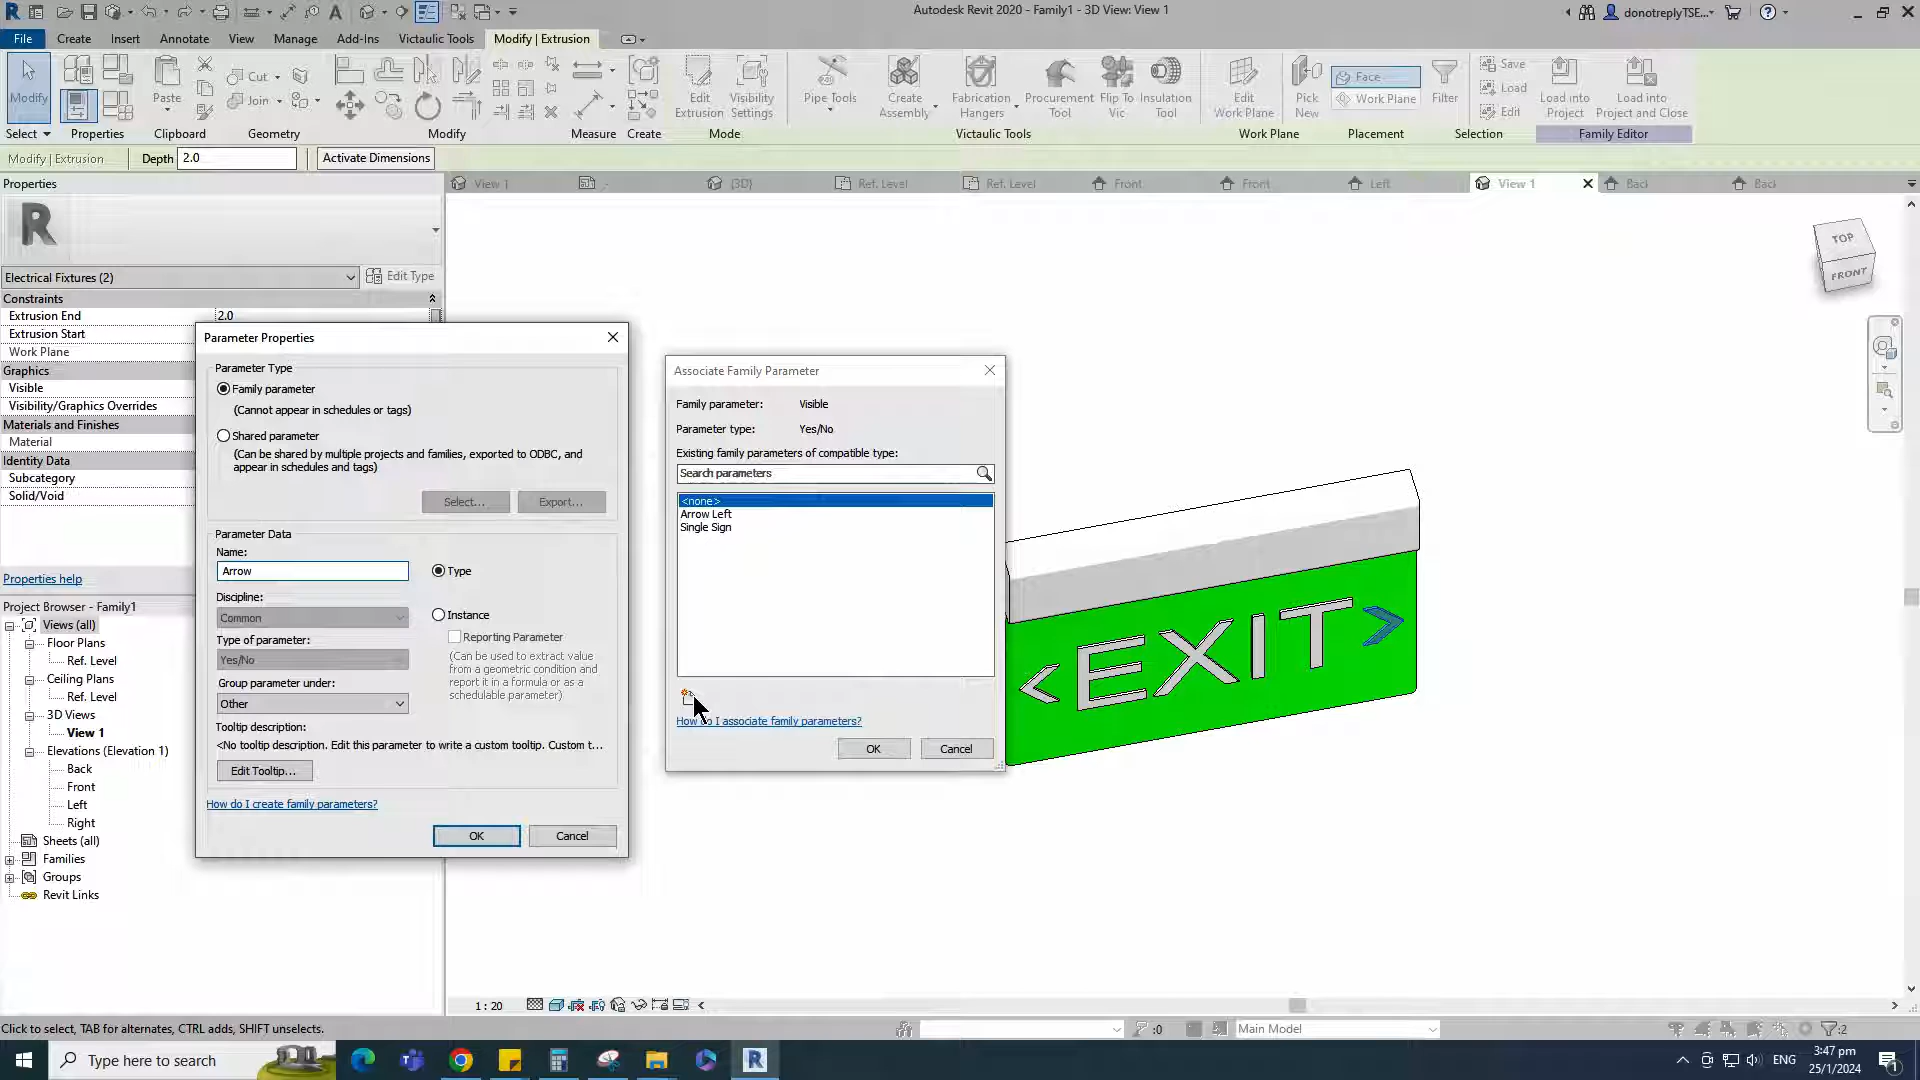 Autodesk Revit 2020 - Family1 - 3D View: View 1
donotreplyTSE...
File
Create
Insert
Annotate
View
Manage
Add-Ins
Victaulic Tools
Modify | Extrusion
Modify
Paste
Cut
Join
Edit Extrusion
Visibility Settings
Pipe Tools
Create Assembly
Fabrication Hangers
Procurement Tool
Flip To Vic
Insulation Tool
Edit Work Plane
Pick New
Face
Work Plane
Filter
Save
Load
Edit
Load into Project
Load into Project and Close
Select
Properties
Clipboard
Geometry
Modify
Measure
Create
Mode
Victaulic Tools
Work Plane
Placement
Selection
Family Editor
Modify | Extrusion
Depth 2.0
Activate Dimensions
Properties
View 1
{3D}
Ref. Level
Ref. Level
Front
Front
Left
View 1
Back
Back
Electrical Fixtures (2)
Edit Type
Constraints
Extrusion End 2.0
Extrusion Start
Work Plane
Graphics
Visible
Visibility/Graphics Overrides
Materials and Finishes
Material
Identity Data
Subcategory
Solid/Void
Properties help
Project Browser - Family1
Views (all)
Floor Plans
Ref. Level
Ceiling Plans
Ref. Level
3D Views
View 1
Elevations (Elevation 1)
Back
Front
Left
Right
Sheets (all)
Families
Groups
Revit Links
Parameter Properties
Parameter Type
Family parameter
(Cannot appear in schedules or tags)
Shared parameter
(Can be shared by multiple projects and families, exported to ODBC, and
appear in schedules and tags)
Select...
Export...
Parameter Data
Name:
Arrow
Type
Discipline:
Common
Instance
Type of parameter:
Reporting Parameter
Yes/No
(Can be used to extract value
from a geometric condition and
report it in a formula or as a
schedulable parameter)
Group parameter under:
Other
Tooltip description:
<No tooltip description. Edit this parameter to write a custom tooltip. Custom t...
Edit Tooltip...
How do I create family parameters?
OK
Cancel
Associate Family Parameter
Family parameter: Visible
Parameter type: Yes/No
Existing family parameters of compatible type:
Search parameters
<none>
Arrow Left
Single Sign
How do I associate family parameters?
OK
Cancel
TOP
FRONT
<EXIT>
1 : 20
Click to select, TAB for alternates, CTRL adds, SHIFT unselects.
:0
Main Model
:2
Type here to search
ENG
3:47 pm
25/1/2024
1